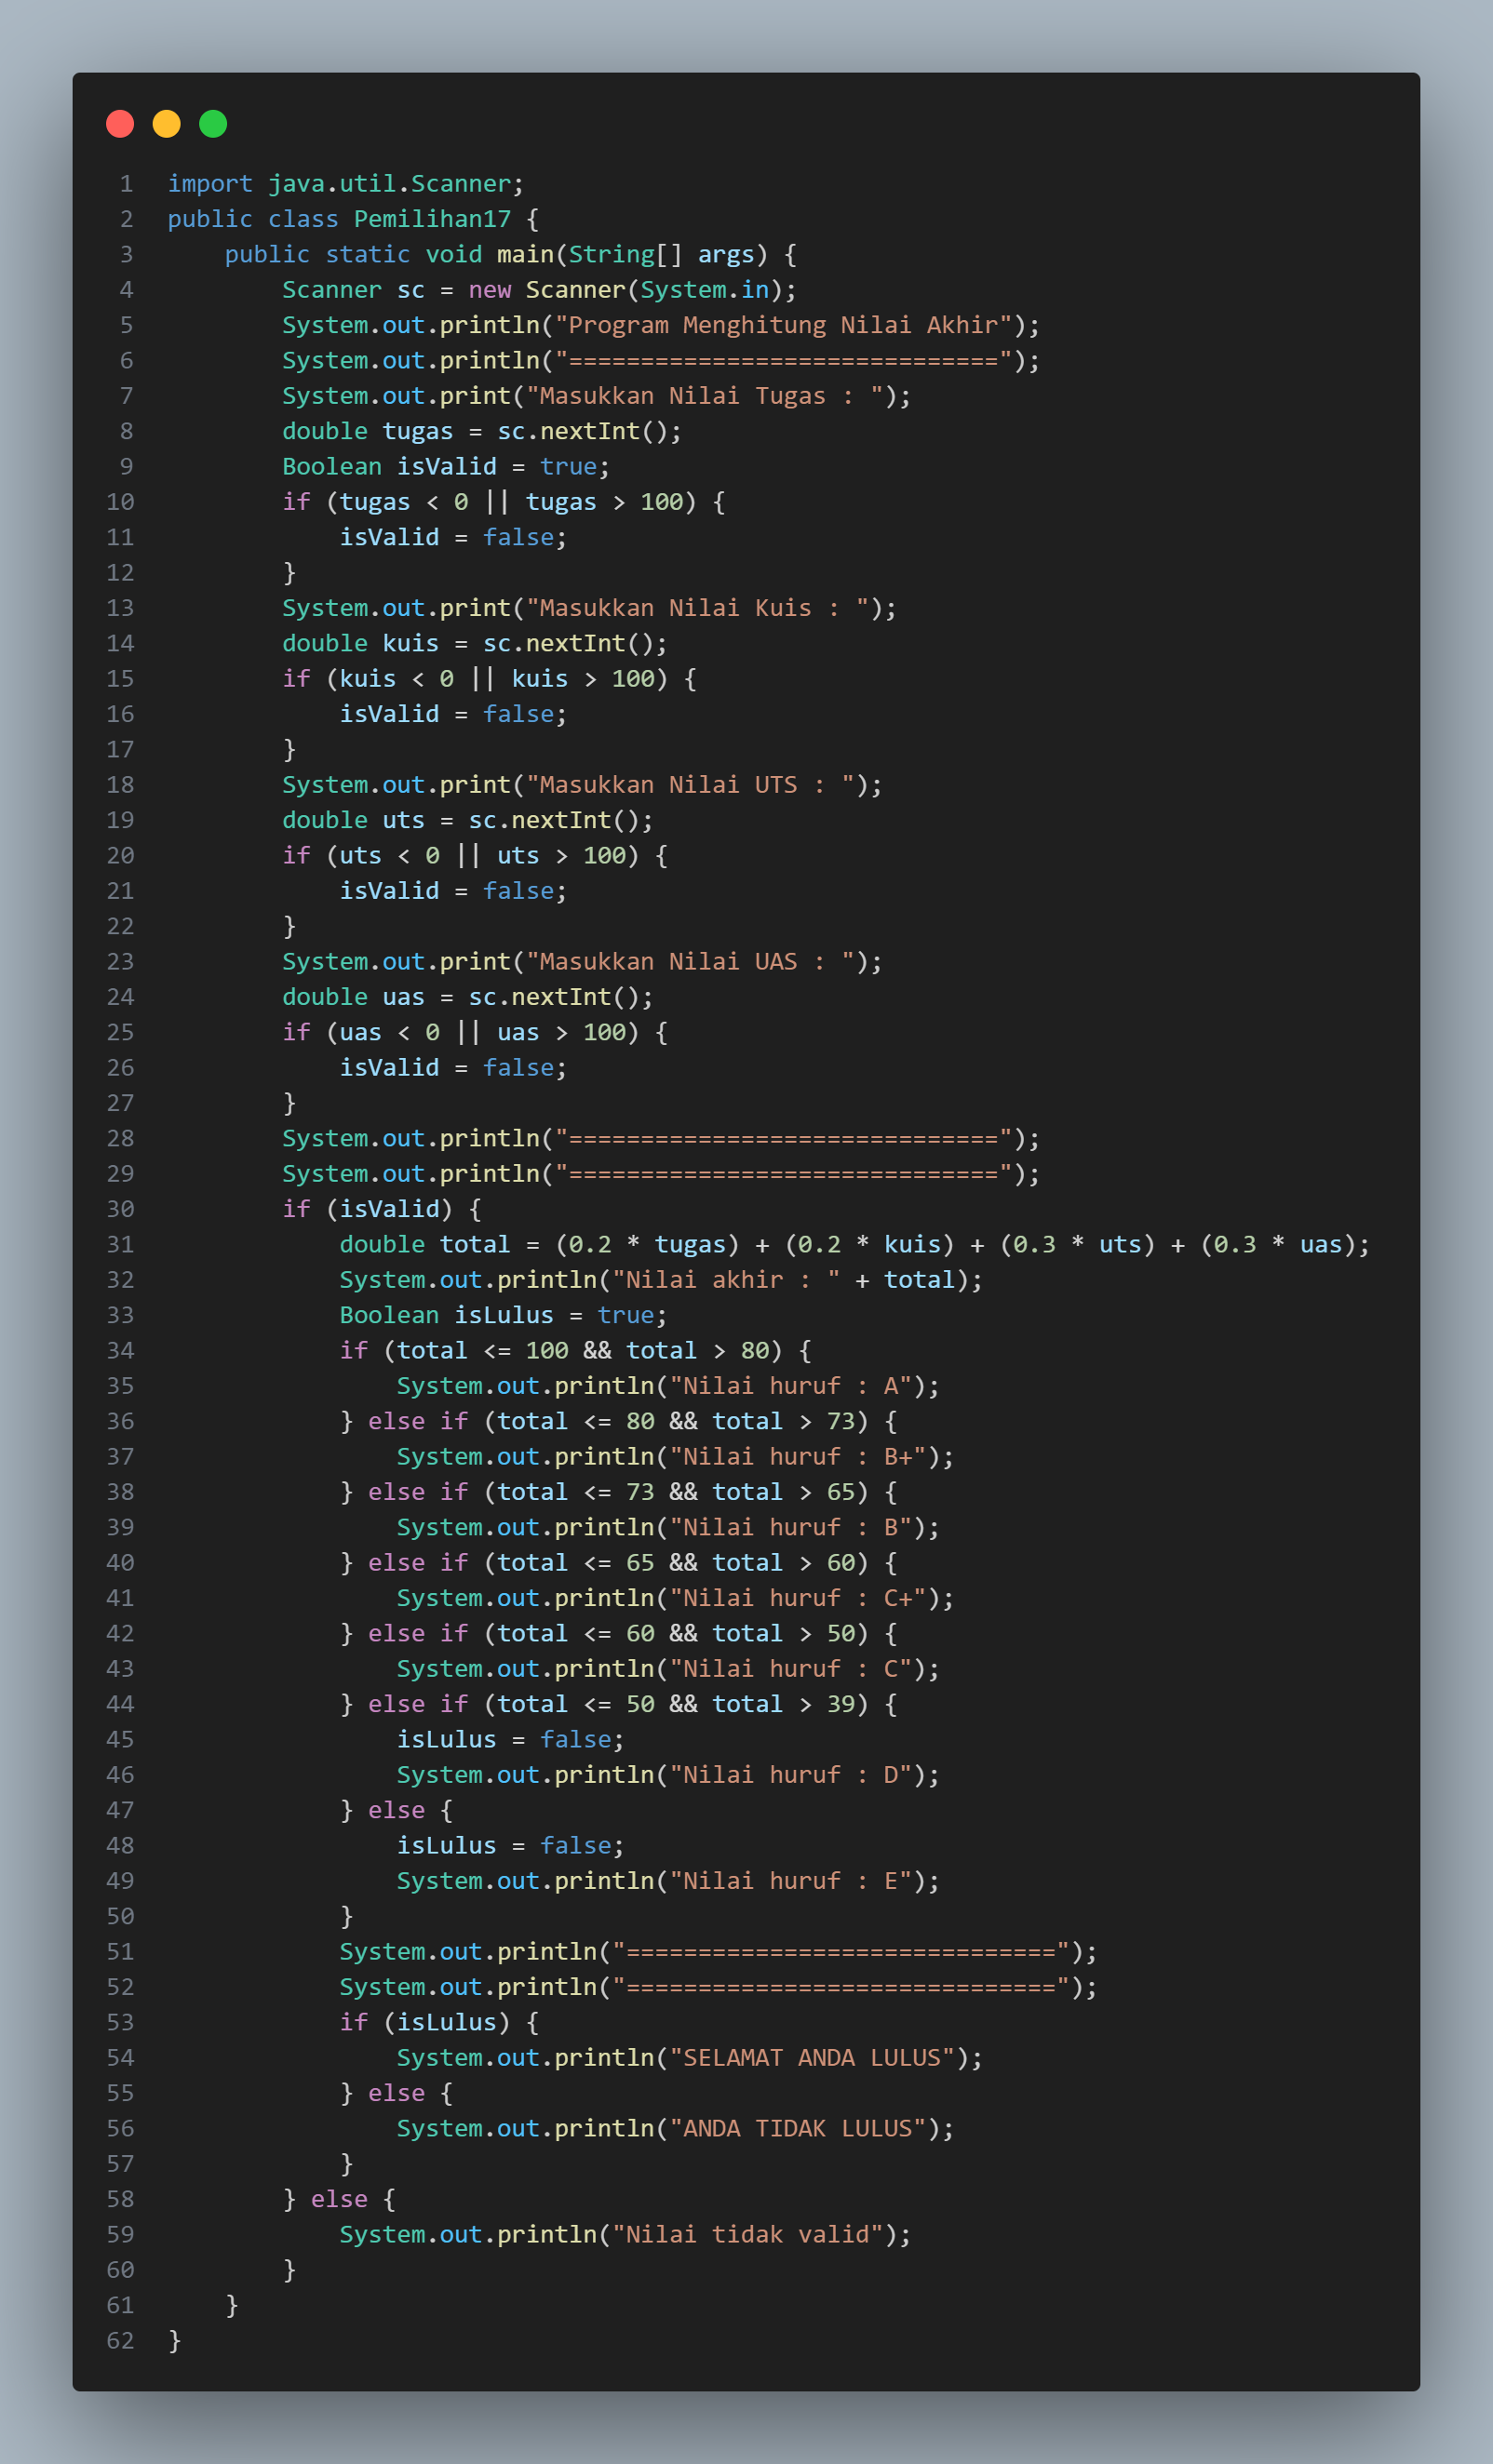 1 import java.util.Scanner;
2 public class Pemilihan17 {
3     public static void main(String[] args) {
4         Scanner sc = new Scanner(System.in);
5         System.out.println("Program Menghitung Nilai Akhir");
6         System.out.println("==============================");
7         System.out.print("Masukkan Nilai Tugas : ");
8         double tugas = sc.nextInt();
9         Boolean isValid = true;
10         if (tugas < 0 || tugas > 100) {
11             isValid = false;
12         }
13         System.out.print("Masukkan Nilai Kuis : ");
14         double kuis = sc.nextInt();
15         if (kuis < 0 || kuis > 100) {
16             isValid = false;
17         }
18         System.out.print("Masukkan Nilai UTS : ");
19         double uts = sc.nextInt();
20         if (uts < 0 || uts > 100) {
21             isValid = false;
22         }
23         System.out.print("Masukkan Nilai UAS : ");
24         double uas = sc.nextInt();
25         if (uas < 0 || uas > 100) {
26             isValid = false;
27         }
28         System.out.println("==============================");
29         System.out.println("==============================");
30         if (isValid) {
31             double total = (0.2 * tugas) + (0.2 * kuis) + (0.3 * uts) + (0.3 * uas);
32             System.out.println("Nilai akhir : " + total);
33             Boolean isLulus = true;
34             if (total <= 100 && total > 80) {
35                 System.out.println("Nilai huruf : A");
36             } else if (total <= 80 && total > 73) {
37                 System.out.println("Nilai huruf : B+");
38             } else if (total <= 73 && total > 65) {
39                 System.out.println("Nilai huruf : B");
40             } else if (total <= 65 && total > 60) {
41                 System.out.println("Nilai huruf : C+");
42             } else if (total <= 60 && total > 50) {
43                 System.out.println("Nilai huruf : C");
44             } else if (total <= 50 && total > 39) {
45                 isLulus = false;
46                 System.out.println("Nilai huruf : D");
47             } else {
48                 isLulus = false;
49                 System.out.println("Nilai huruf : E");
50             }
51             System.out.println("==============================");
52             System.out.println("==============================");
53             if (isLulus) {
54                 System.out.println("SELAMAT ANDA LULUS");
55             } else {
56                 System.out.println("ANDA TIDAK LULUS");
57             }
58         } else {
59             System.out.println("Nilai tidak valid");
60         }
61     }
62 }